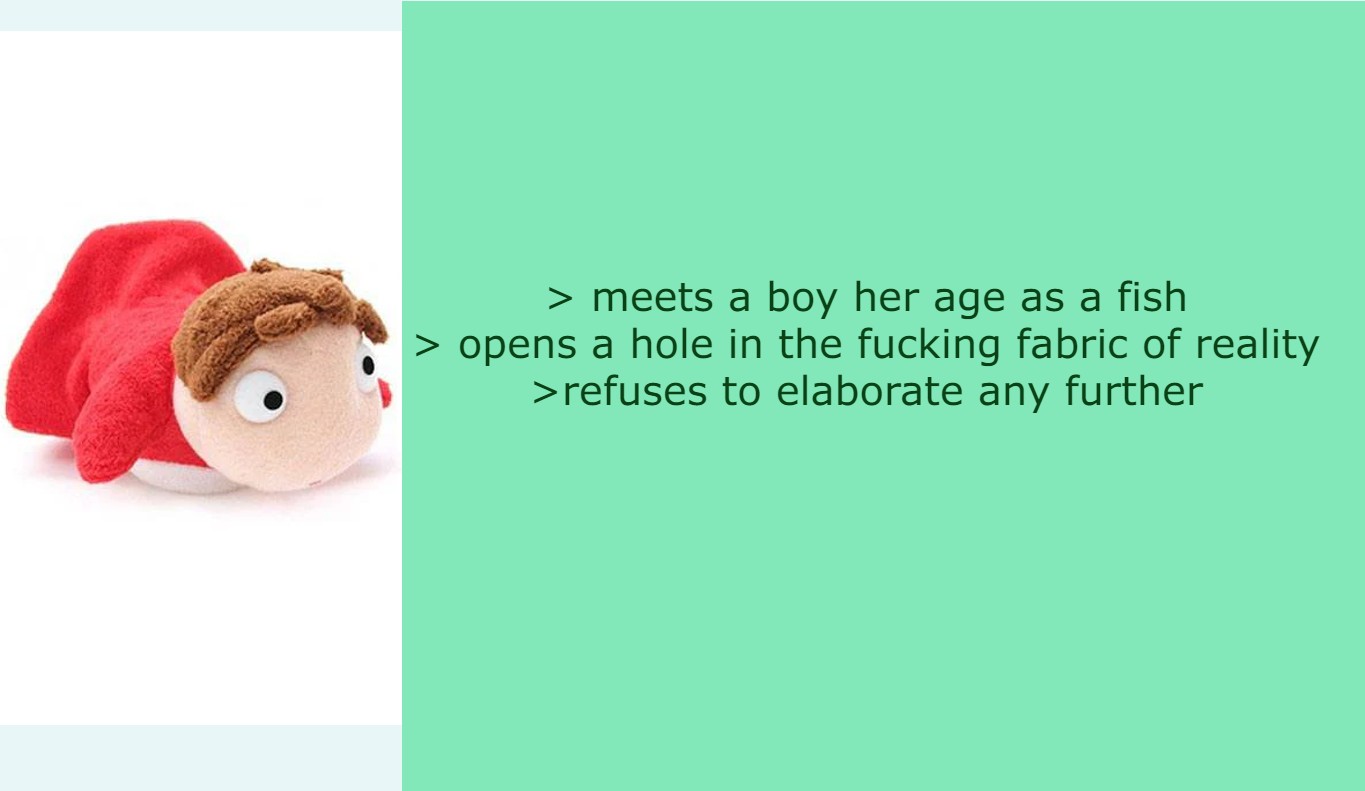 > meets a boy her age as a fish
> opens a hole in the fucking fabric of reality
>refuses to elaborate any further